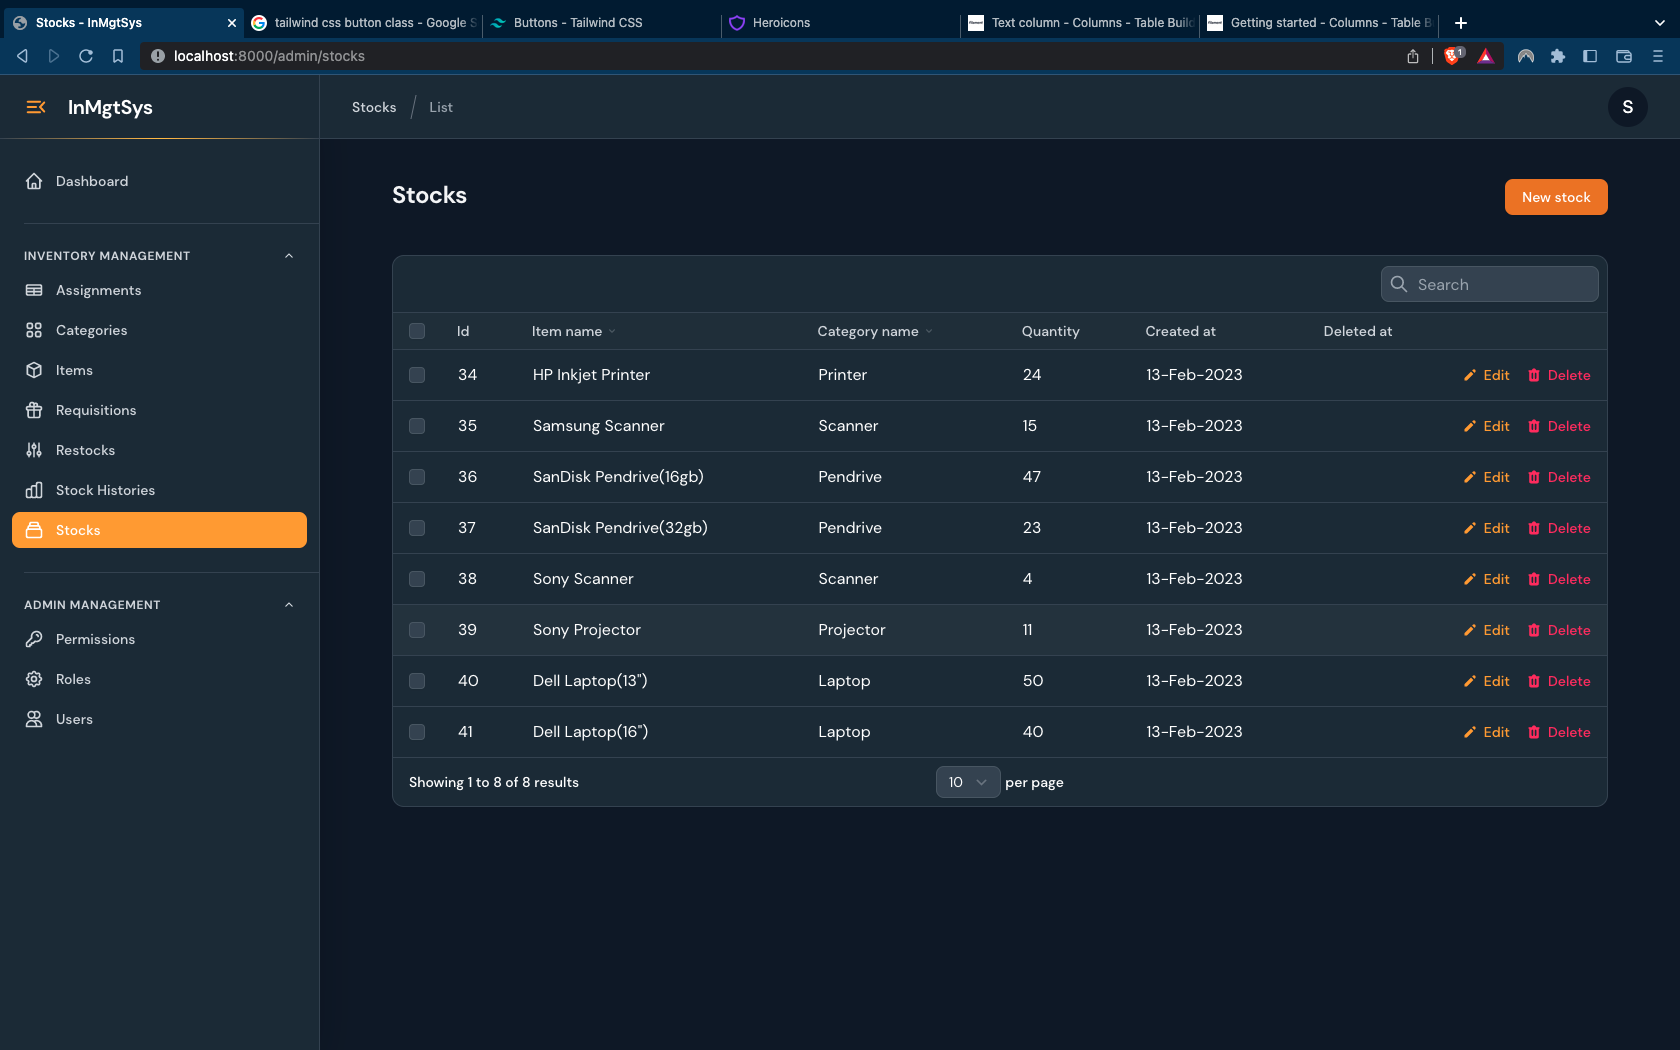 Stocks - InMgtSys
tailwind css button class - Google S
Buttons - Tailwind CSS
Heroicons
Text column - Columns - Table Build
Getting started - Columns - Table B
localhost:8000/admin/stocks
1
InMgtSys
Stocks / List
S
Dashboard
INVENTORY MANAGEMENT
Assignments
Categories
Items
Requisitions
Restocks
Stock Histories
Stocks
ADMIN MANAGEMENT
Permissions
Roles
Users
Stocks
New stock
Search
Id Item name Category name Quantity Created at Deleted at
34 HP Inkjet Printer Printer 24 13-Feb-2023 Edit Delete
35 Samsung Scanner Scanner 15 13-Feb-2023 Edit Delete
36 SanDisk Pendrive(16gb) Pendrive 47 13-Feb-2023 Edit Delete
37 SanDisk Pendrive(32gb) Pendrive 23 13-Feb-2023 Edit Delete
38 Sony Scanner Scanner 4 13-Feb-2023 Edit Delete
39 Sony Projector Projector 11 13-Feb-2023 Edit Delete
40 Dell Laptop(13") Laptop 50 13-Feb-2023 Edit Delete
41 Dell Laptop(16") Laptop 40 13-Feb-2023 Edit Delete
Showing 1 to 8 of 8 results
10 per page